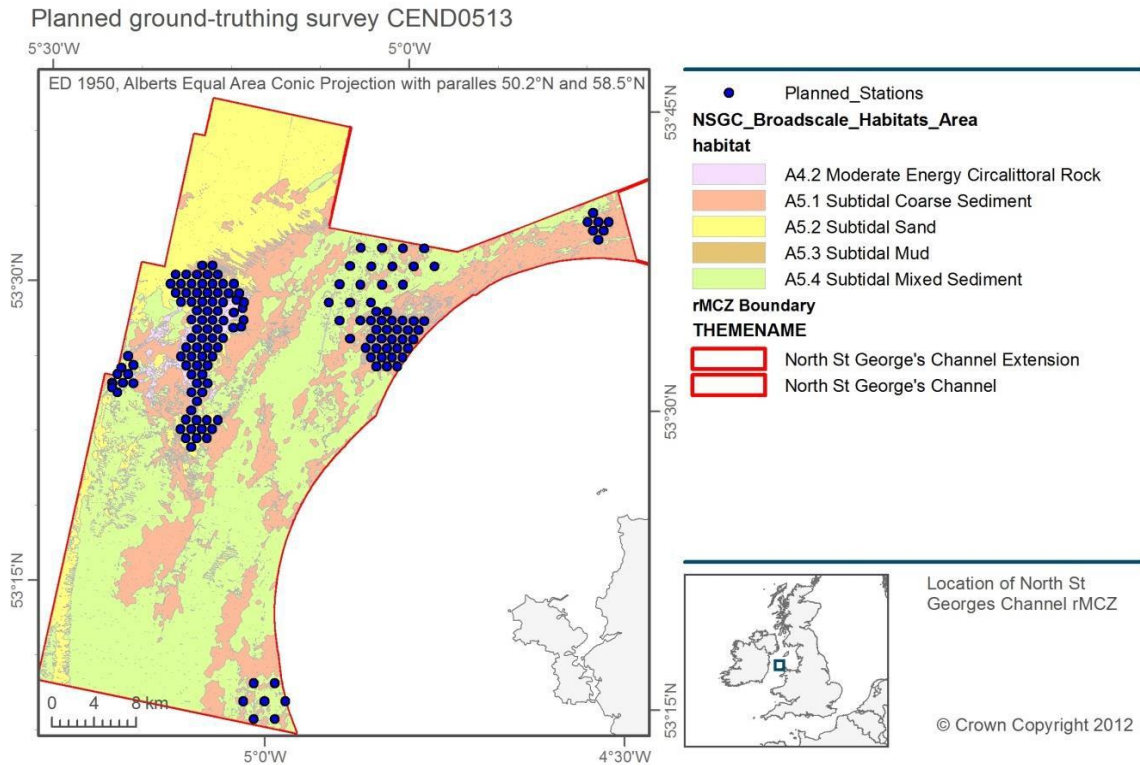 Planned ground-truthing survey CEND0513
5°30'W
5°0'W
ED 1950, Alberts Equal Area Conic Projection with paralles 50.2°N and 58.5°N
53°45'N
53°30'N
53°30'N
53°15'N
53°15'N
0 4 8 km
5°0'W
4°30'W
Planned_Stations
NSGC_Broadscale_Habitats_Area
habitat
A4.2 Moderate Energy Circalittoral Rock
A5.1 Subtidal Coarse Sediment
A5.2 Subtidal Sand
A5.3 Subtidal Mud
A5.4 Subtidal Mixed Sediment
rMCZ Boundary
THEMENAME
North St George's Channel Extension
North St George's Channel
Location of North St
Georges Channel rMCZ
© Crown Copyright 2012